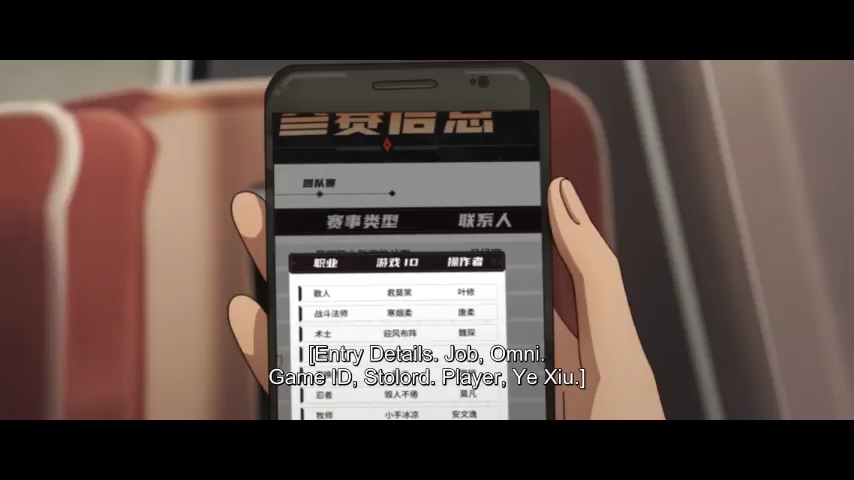 参赛信息
团队赛
赛事类型 联系人
职业 游戏ID 操作者
散人 君莫笑 叶修
战斗法师 寒烟柔 唐柔
术士 迎风布阵 魏琛
[Entry Details. Job, Omni.
Game ID, Stolord. Player, Ye Xiu.]
忍者 毁人不倦 莫凡
牧师 小手冰凉 安文逸